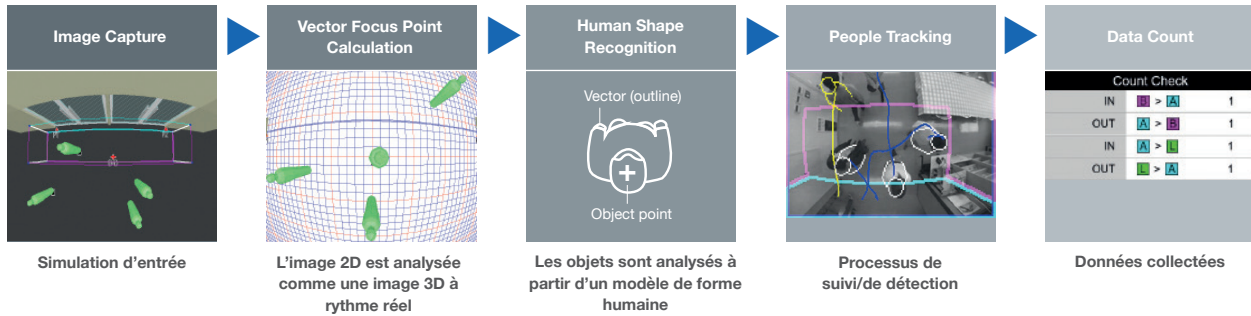 Image Capture
Vector Focus Point
Calculation
Human Shape
Recognition
People Tracking
Data Count
Vector (outline)
Object point
Count Check
IN B > A 1
OUT A > B 1
IN A > L 1
OUT L > A 1
Simulation d’entrée
L’image 2D est analysée
comme une image 3D à
rythme réel
Les objets sont analysés à
partir d’un modèle de forme
humaine
Processus de
suivi/de détection
Données collectées